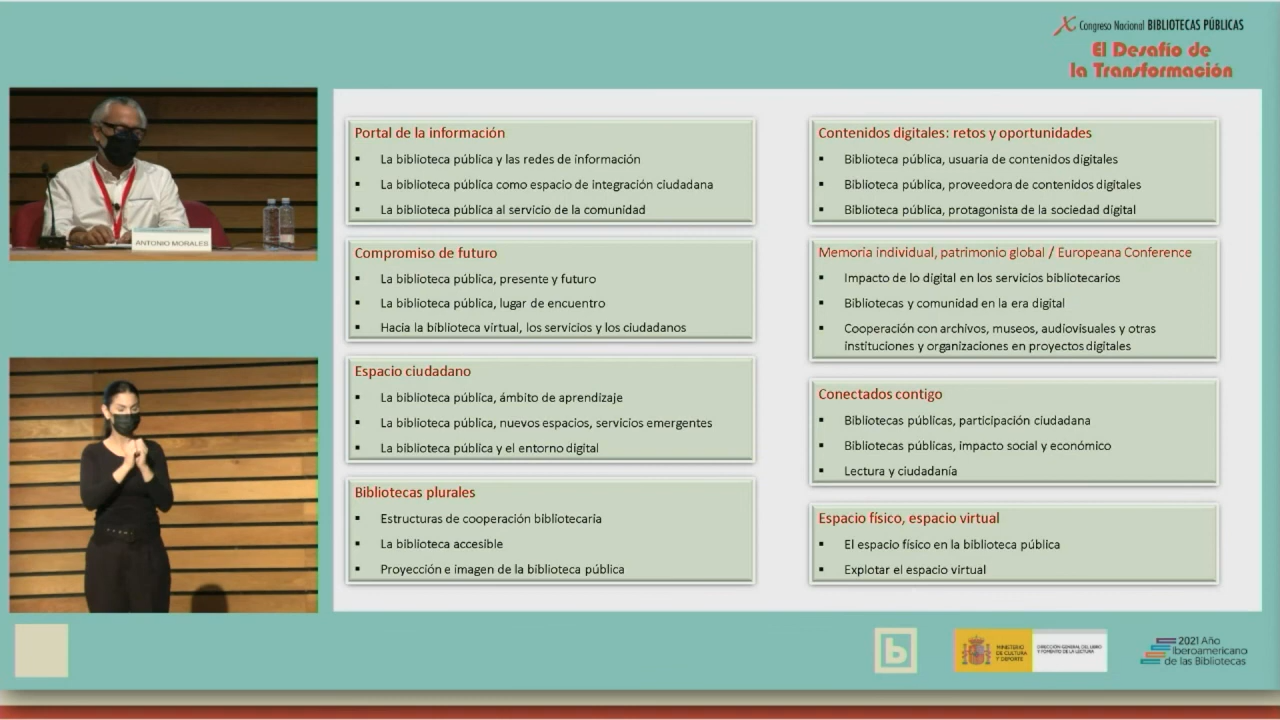 X Congreso Nacional BIBLIOTECAS PÚBLICAS
El Desafío de
la Transformación
ANTONIO MORALES
Portal de la información
▪ La biblioteca pública y las redes de información
▪ La biblioteca pública como espacio de integración ciudadana
▪ La biblioteca pública al servicio de la comunidad
Compromiso de futuro
▪ La biblioteca pública, presente y futuro
▪ La biblioteca pública, lugar de encuentro
▪ Hacia la biblioteca virtual, los servicios y los ciudadanos
Espacio ciudadano
▪ La biblioteca pública, ámbito de aprendizaje
▪ La biblioteca pública, nuevos espacios, servicios emergentes
▪ La biblioteca pública y el entorno digital
Bibliotecas plurales
▪ Estructuras de cooperación bibliotecaria
▪ La biblioteca accesible
▪ Proyección e imagen de la biblioteca pública
Contenidos digitales: retos y oportunidades
▪ Biblioteca pública, usuaria de contenidos digitales
▪ Biblioteca pública, proveedora de contenidos digitales
▪ Biblioteca pública, protagonista de la sociedad digital
Memoria individual, patrimonio global / Europeana Conference
▪ Impacto de lo digital en los servicios bibliotecarios
▪ Bibliotecas y comunidad en la era digital
▪ Cooperación con archivos, museos, audiovisuales y otras
instituciones y organizaciones en proyectos digitales
Conectados contigo
▪ Bibliotecas públicas, participación ciudadana
▪ Bibliotecas públicas, impacto social y económico
▪ Lectura y ciudadanía
Espacio físico, espacio virtual
▪ El espacio físico en la biblioteca pública
▪ Explotar el espacio virtual
b
MINISTERIO
DE CULTURA
Y DEPORTE
DIRECCIÓN GENERAL DEL LIBRO
Y FOMENTO DE LA LECTURA
2021 Año
Iberoamericano
de las Bibliotecas